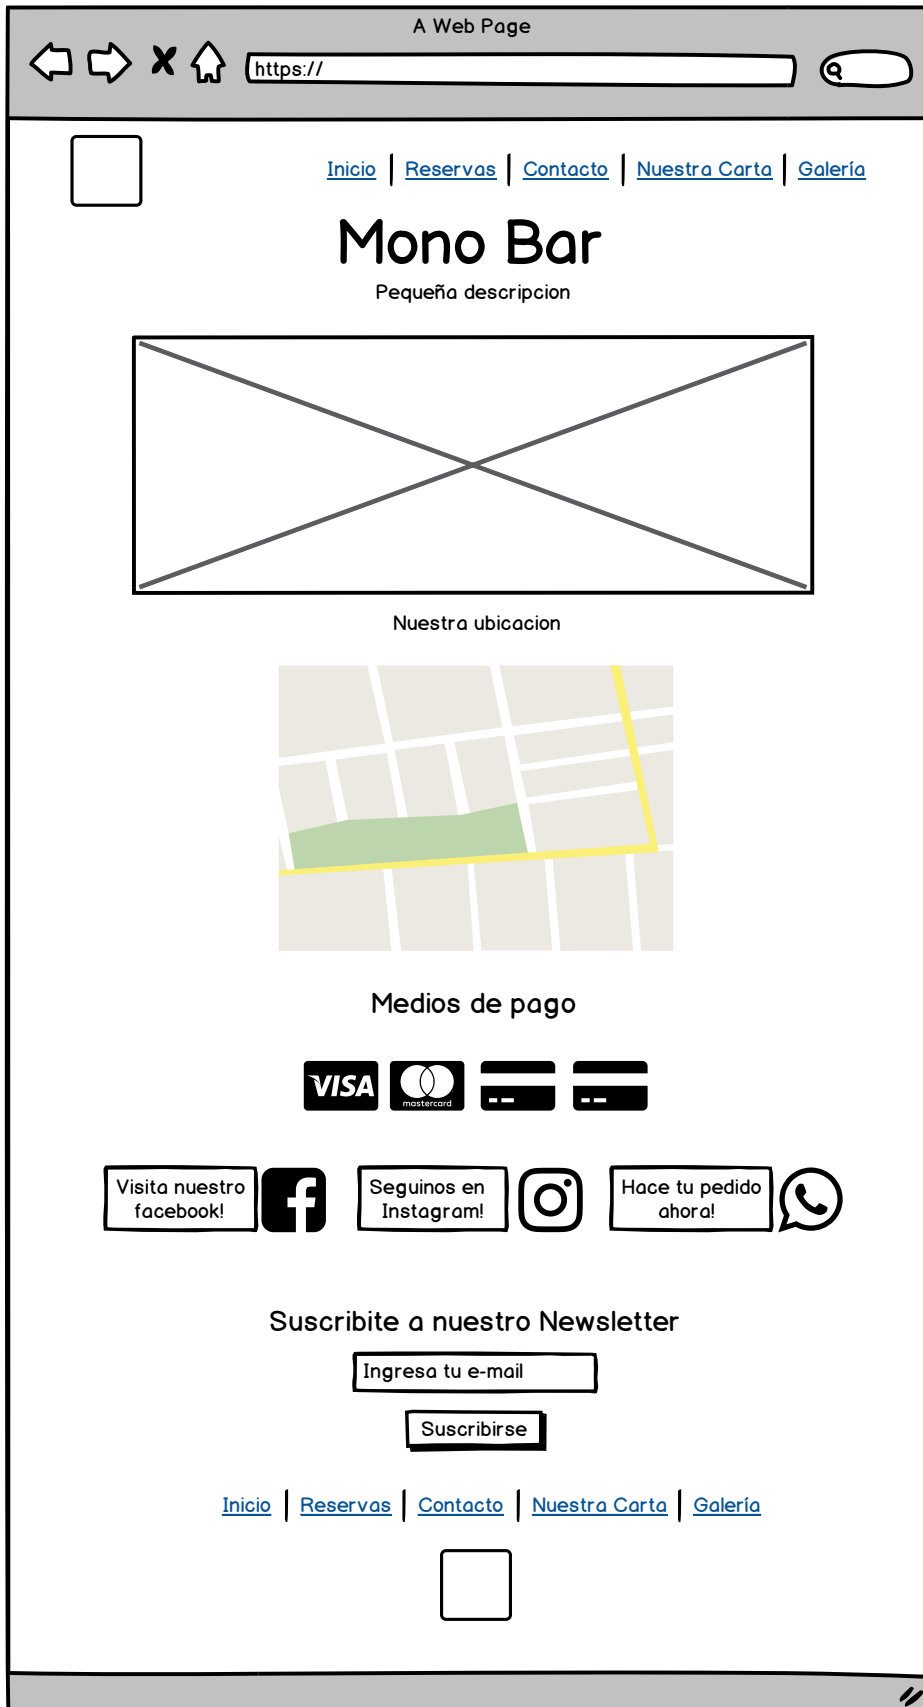 A Web Page
https://
Inicio
Reservas
Contacto
Nuestra Carta
Galería
Mono Bar
Pequeña descripcion
Nuestra ubicacion
Medios de pago
VISA
mastercard
Visita nuestro
facebook!
Seguinos en
Instagram!
Hace tu pedido
ahora!
Suscribite a nuestro Newsletter
Ingresa tu e-mail
Suscribirse
Inicio
Reservas
Contacto
Nuestra Carta
Galería